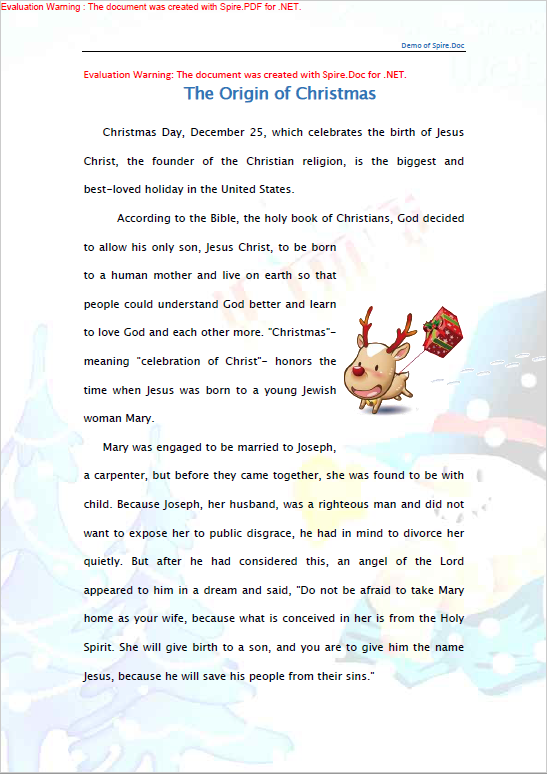 Evaluation Warning : The document was created with Spire.PDF for .NET.
Demo of Spire.Doc
Evaluation Warning: The document was created with Spire.Doc for .NET.
The Origin of Christmas
Christmas Day, December 25, which celebrates the birth of Jesus
Christ, the founder of the Christian religion, is the biggest and
best-loved holiday in the United States.
According to the Bible, the holy book of Christians, God decided
to allow his only son, Jesus Christ, to be born
to a human mother and live on earth so that
people could understand God better and learn
to love God and each other more. "Christmas"-
meaning "celebration of Christ"- honors the
time when Jesus was born to a young Jewish
woman Mary.
Mary was engaged to be married to Joseph,
a carpenter, but before they came together, she was found to be with
child. Because Joseph, her husband, was a righteous man and did not
want to expose her to public disgrace, he had in mind to divorce her
quietly. But after he had considered this, an angel of the Lord
appeared to him in a dream and said, "Do not be afraid to take Mary
home as your wife, because what is conceived in her is from the Holy
Spirit. She will give birth to a son, and you are to give him the name
Jesus, because he will save his people from their sins."